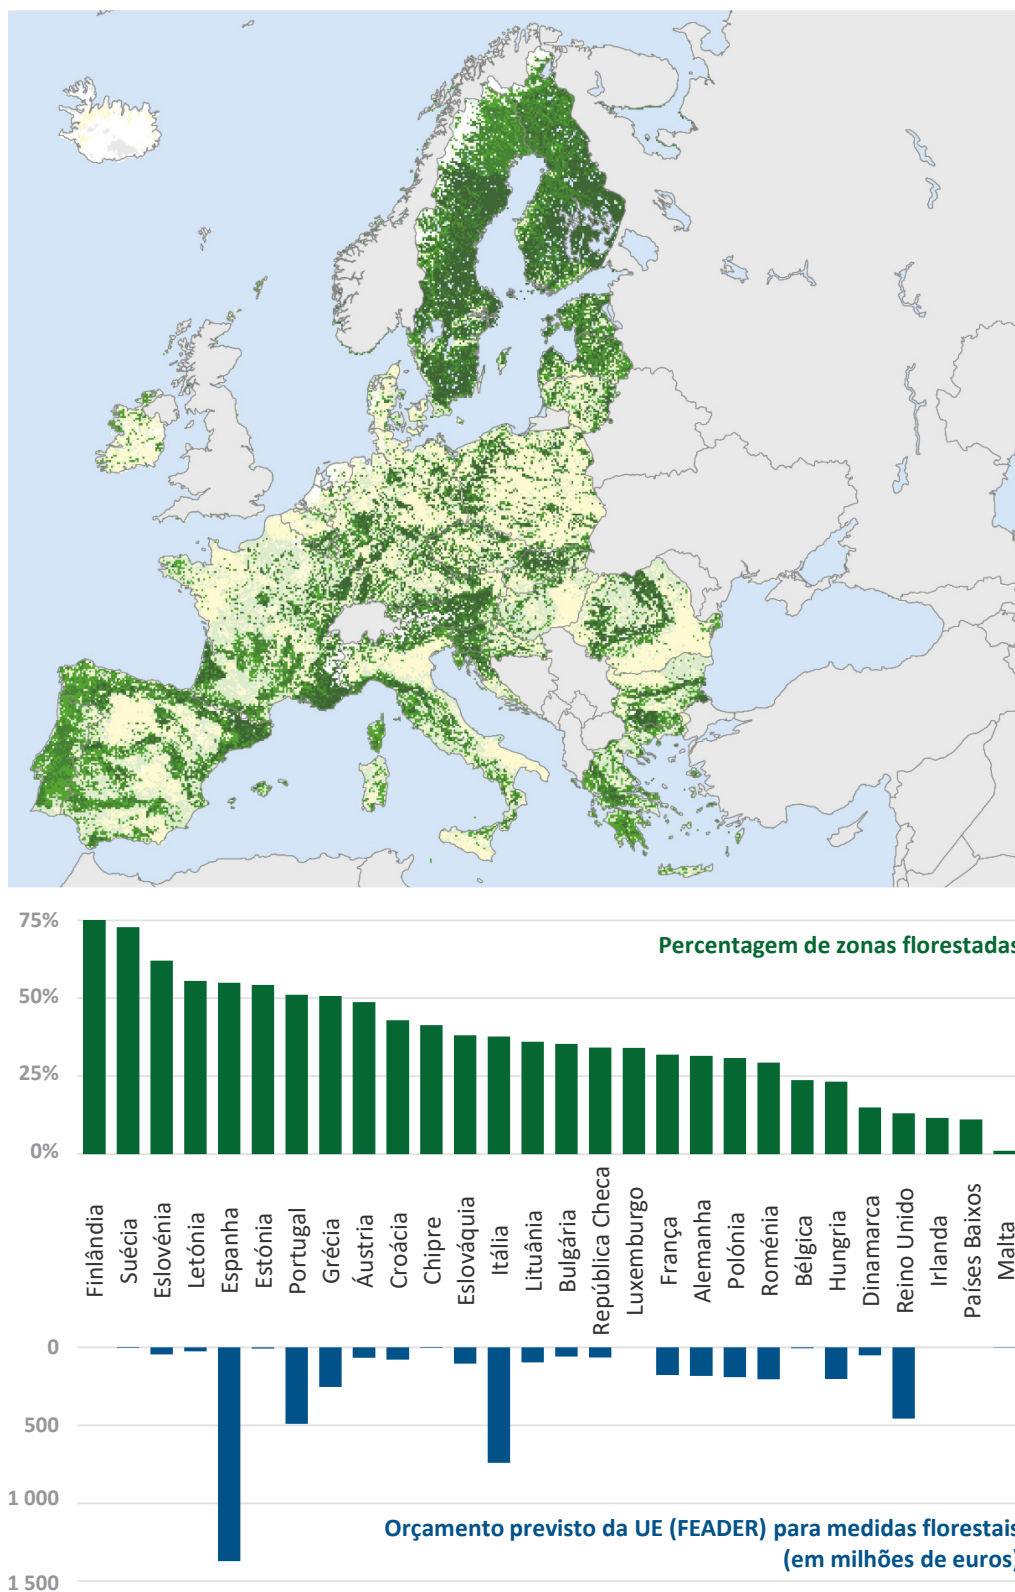 75%
Percentagem de zonas florestadas
50%
25%
0%
Finlândia
Suécia
Eslovénia
Letónia
Espanha
Estónia
Portugal
Grécia
Áustria
Croácia
Chipre
Eslováquia
Itália
Lituânia
Bulgária
República Checa
Luxemburgo
França
Alemanha
Polónia
Roménia
Bélgica
Hungria
Dinamarca
Reino Unido
Irlanda
Países Baixos
Malta
0
500
1 000
Orçamento previsto da UE (FEADER) para medidas florestais
(em milhões de euros)
1 500